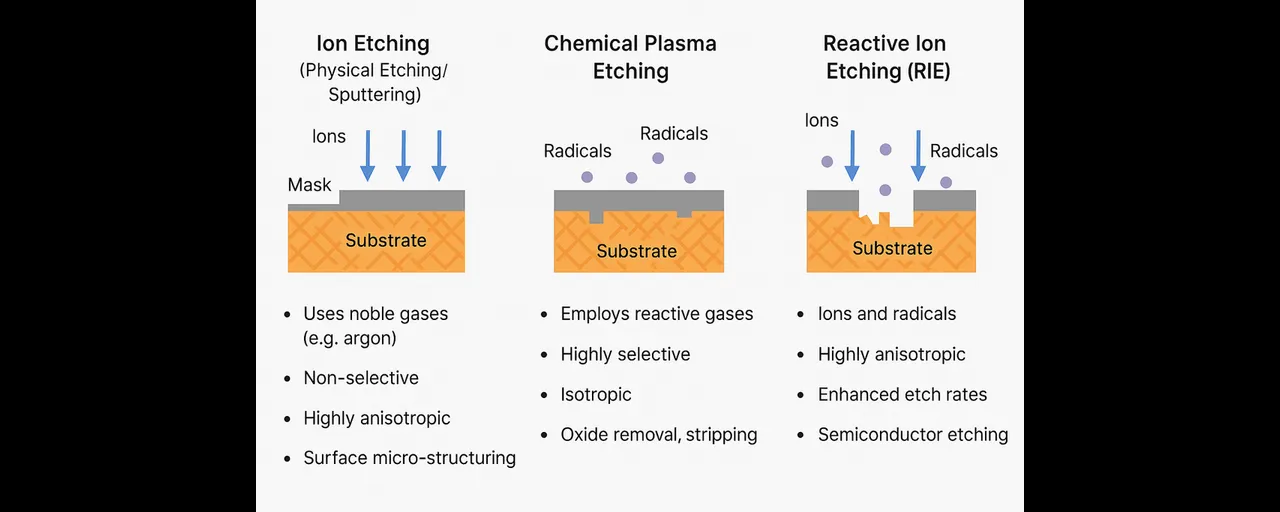 Ion Etching
(Physical Etching/
Sputtering)
Ions
Mask
Substrate
• Uses noble gases
(e.g. argon)
• Non-selective
• Highly anisotropic
• Surface micro-structuring
Chemical Plasma
Etching
Radicals
Radicals
Substrate
• Employs reactive gases
• Highly selective
• Isotropic
• Oxide removal, stripping
Reactive Ion
Etching (RIE)
Ions
Radicals
Substrate
• Ions and radicals
• Highly anisotropic
• Enhanced etch rates
• Semiconductor etching